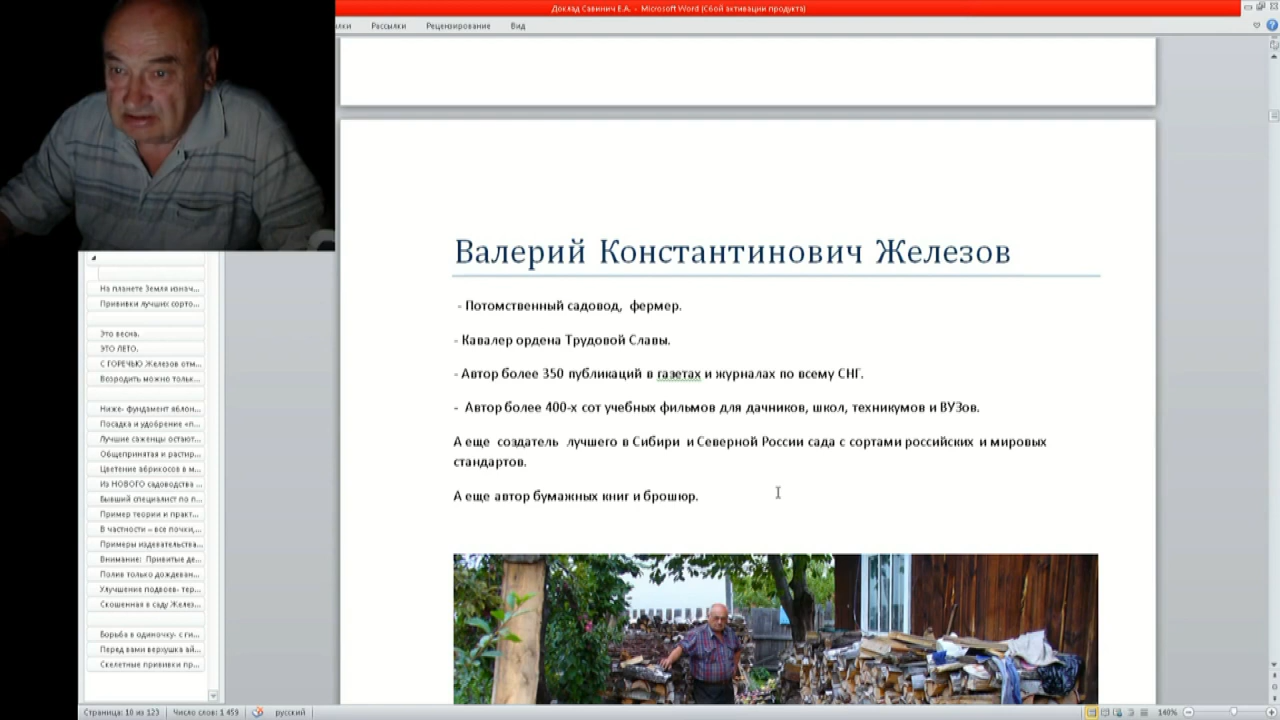 Доклад Савинич Е.А. - Microsoft Word (Сбой активации продукта)
лки Рассылки Рецензирование Вид
Валерий Константинович Железов
- Потомственный садовод, фермер.
- Кавалер ордена Трудовой Славы.
- Автор более 350 публикаций в газетах и журналах по всему СНГ.
- Автор более 400-х сот учебных фильмов для дачников, школ, техникумов и ВУЗов.
А еще создатель лучшего в Сибири и Северной России сада с сортами российских и мировых
стандартов.
А еще автор бумажных книг и брошюр.
На планете Земля изнач...
Прививки лучших сорто...
Это весна.
ЭТО ЛЕТО.
С ГОРЕЧЬЮ Железов отм...
Возродить можно тольк...
Ниже- фундамент яблон...
Посадка и удобрение «п...
Лучшие саженцы остают...
Общепринятая и растир...
Цветение абрикосов в м...
Из НОВОГО садоводства ...
Бывший специалист по п...
Пример теории и практ...
В частности – все почки,...
Примеры издевательства...
Внимание: Привитые де...
Полив только дождеван...
Улучшение подвоев- тер...
Скошенная в саду Желез...
Борьба в одиночку- с ги...
Перед вами верхушка ай...
Скелетные прививки пр...
Страница: 10 из 123 Число слов: 1 459 русский 140%